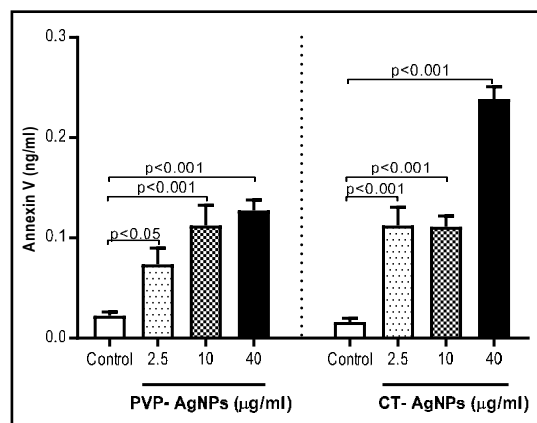 Annexin V (ng/ml)
0.3
0.2
0.1
0.0
p<0.001
p<0.001
p<0.05
p<0.001
p<0.001
p<0.001
Control 2.5 10 40 Control 2.5 10 40
PVP- AgNPs (μg/ml) CT- AgNPs (μg/ml)